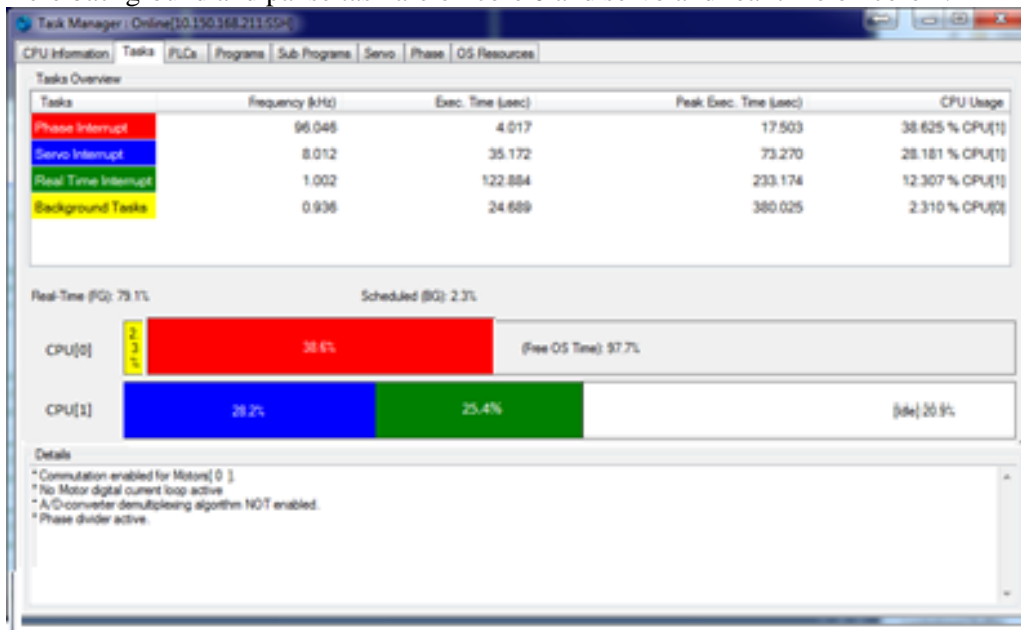 Task Manager : Online[10.150.168.211:SSH]
CPU Information Tasks PLCs Programs Sub Programs Servo Phase OS Resources
Tasks Overview
Tasks Frequency (kHz) Exec. Time (µsec) Peak Exec. Time (µsec) CPU Usage
Phase Interrupt 96.046 4.017 17.503 38.625 % CPU[1]
Servo Interrupt 8.012 35.172 73.270 28.181 % CPU[1]
Real Time Interrupt 1.002 122.884 233.174 12.307 % CPU[1]
Background Tasks 0.936 24.689 380.025 2.310 % CPU[0]
Real-Time (FG): 79.1% Scheduled (BG): 2.3%
CPU[0] 38.6% (Free OS Time): 97.7%
CPU[1] 28.2% 25.4% [Idle] 20.9%
Details
* Commutation enabled for Motors[ 0 ].
* No Motor digital current loop active
* A/D-converter demultiplexing algorithm NOT enabled.
* Phase divider active.